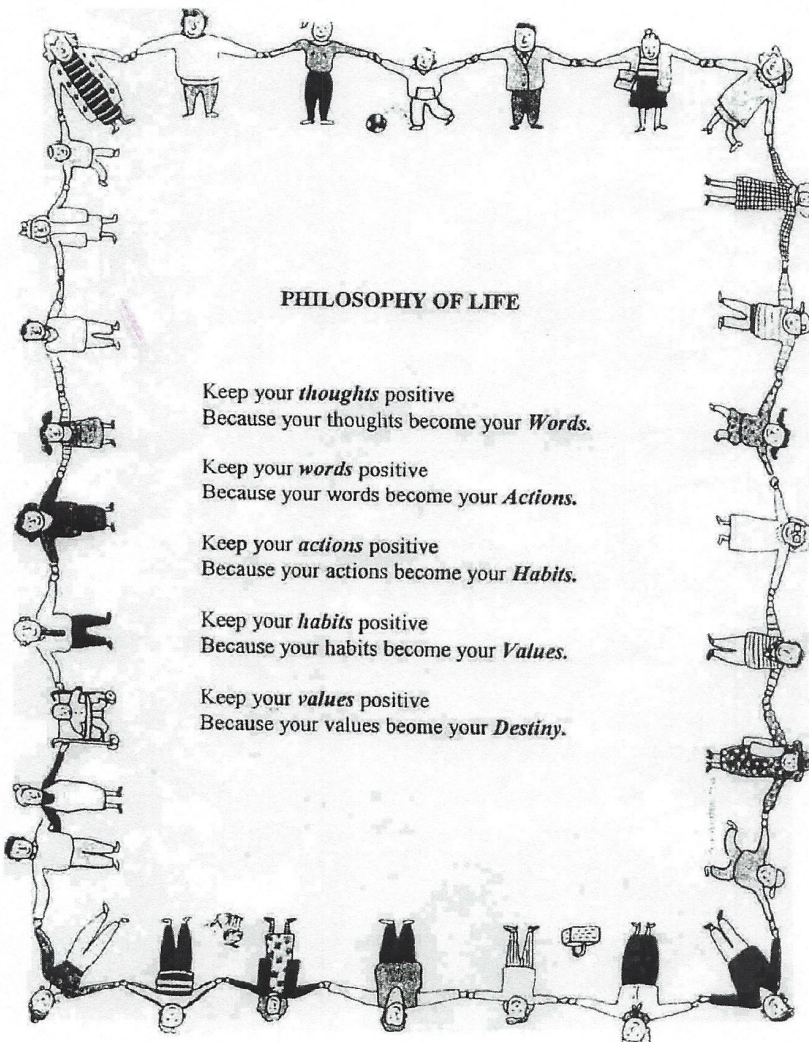 PHILOSOPHY OF LIFE
Keep your thoughts positive
Because your thoughts become your Words.
Keep your words positive
Because your words become your Actions.
Keep your actions positive
Because your actions become your Habits.
Keep your habits positive
Because your habits become your Values.
Keep your values positive
Because your values beome your Destiny.